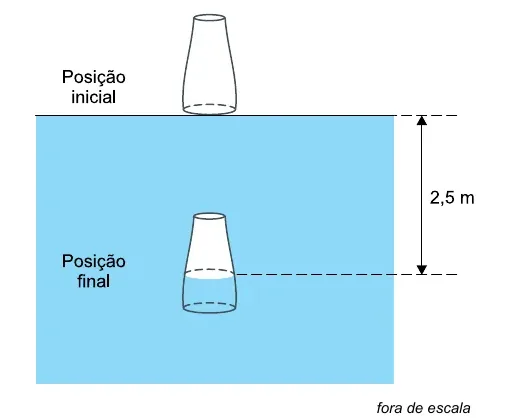 Posição
inicial
2,5 m
Posição
final
fora de escala